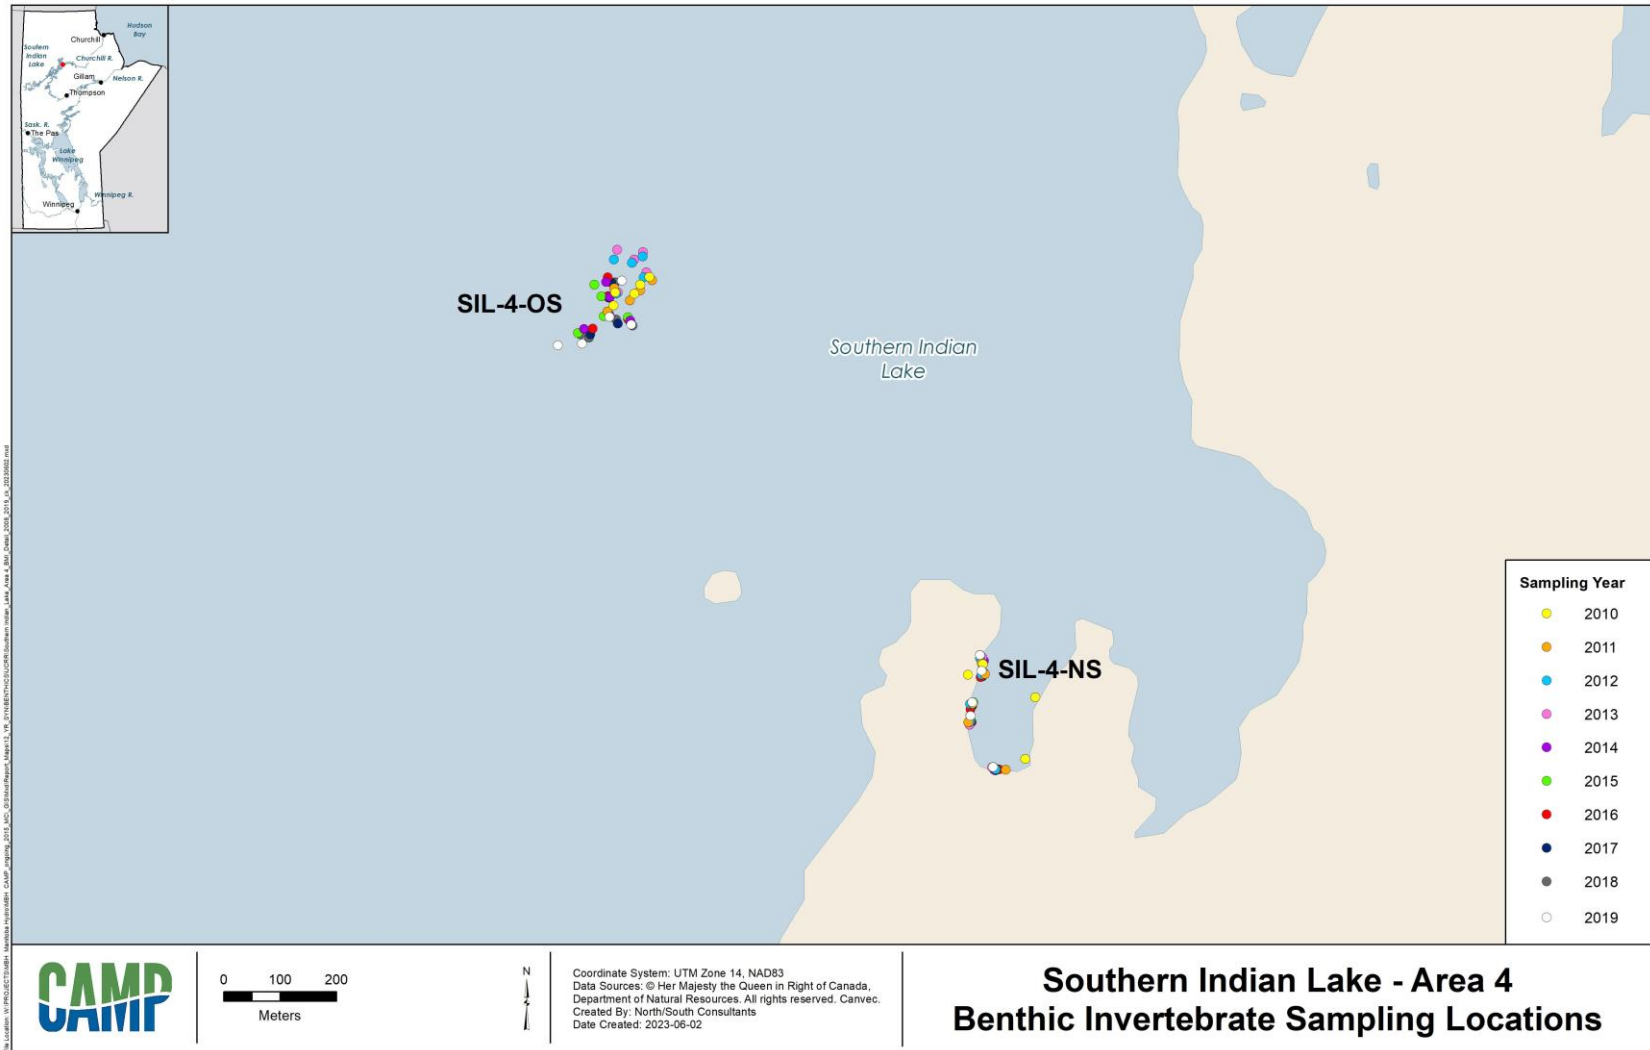 Hudson
Bay
Churchill
Southern
Indian
Lake
Churchill R.
Gillam
Nelson R.
Thompson
Sask. R.
The Pas
Lake
Winnipeg
Winnipeg R.
Winnipeg
SIL-4-OS
Southern Indian
Lake
SIL-4-NS
Sampling Year
2010
2011
2012
2013
2014
2015
2016
2017
2018
2019
CAMP
0 100 200
Meters
N
Coordinate System: UTM Zone 14, NAD83
Data Sources: © Her Majesty the Queen in Right of Canada,
Department of Natural Resources. All rights reserved. Canvec.
Created By: North/South Consultants
Date Created: 2023-06-02
Southern Indian Lake - Area 4
Benthic Invertebrate Sampling Locations